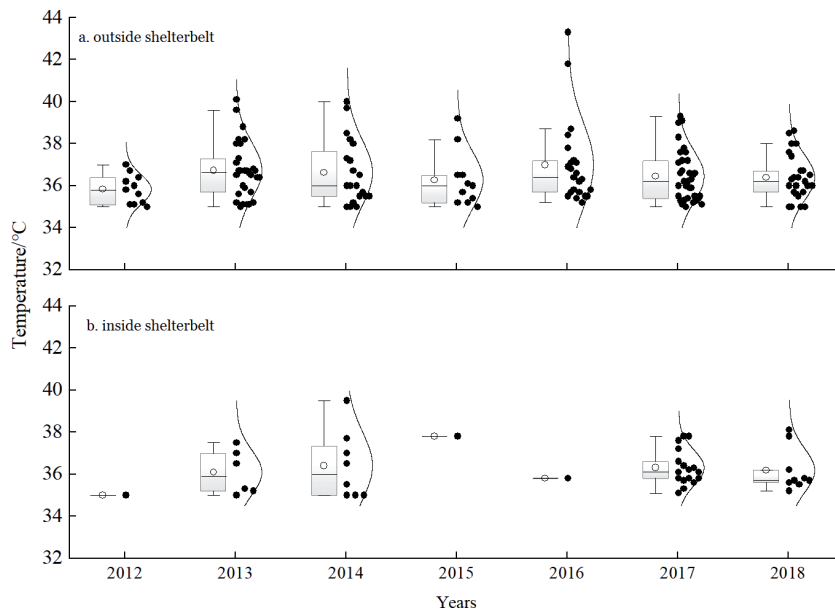 44
a. outside shelterbelt
42
40
38
36
34
32
Temperature/°C
44
b. inside shelterbelt
42
40
38
36
34
32
2012 2013 2014 2015 2016 2017 2018
Years